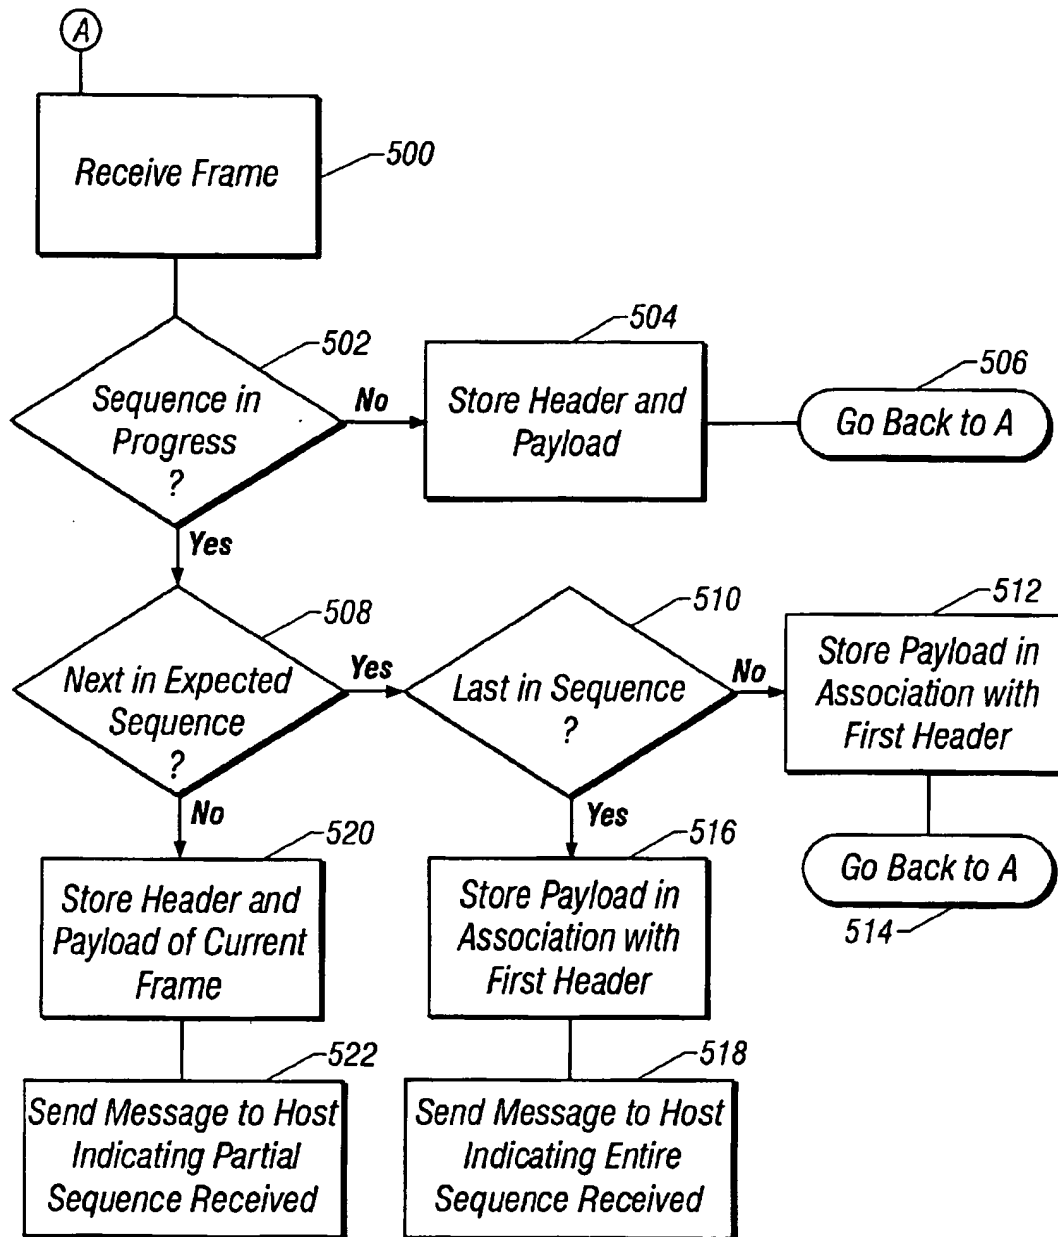 A
Receive Frame
500
502
Sequence in
Progress
?
No
504
Store Header and
Payload
506
Go Back to A
Yes
508
Next in Expected
Sequence
?
Yes
510
Last in Sequence
?
No
512
Store Payload in
Association with
First Header
Go Back to A
514
No
520
Store Header and
Payload of Current
Frame
522
Send Message to Host
Indicating Partial
Sequence Received
Yes
516
Store Payload in
Association with
First Header
518
Send Message to Host
Indicating Entire
Sequence Received